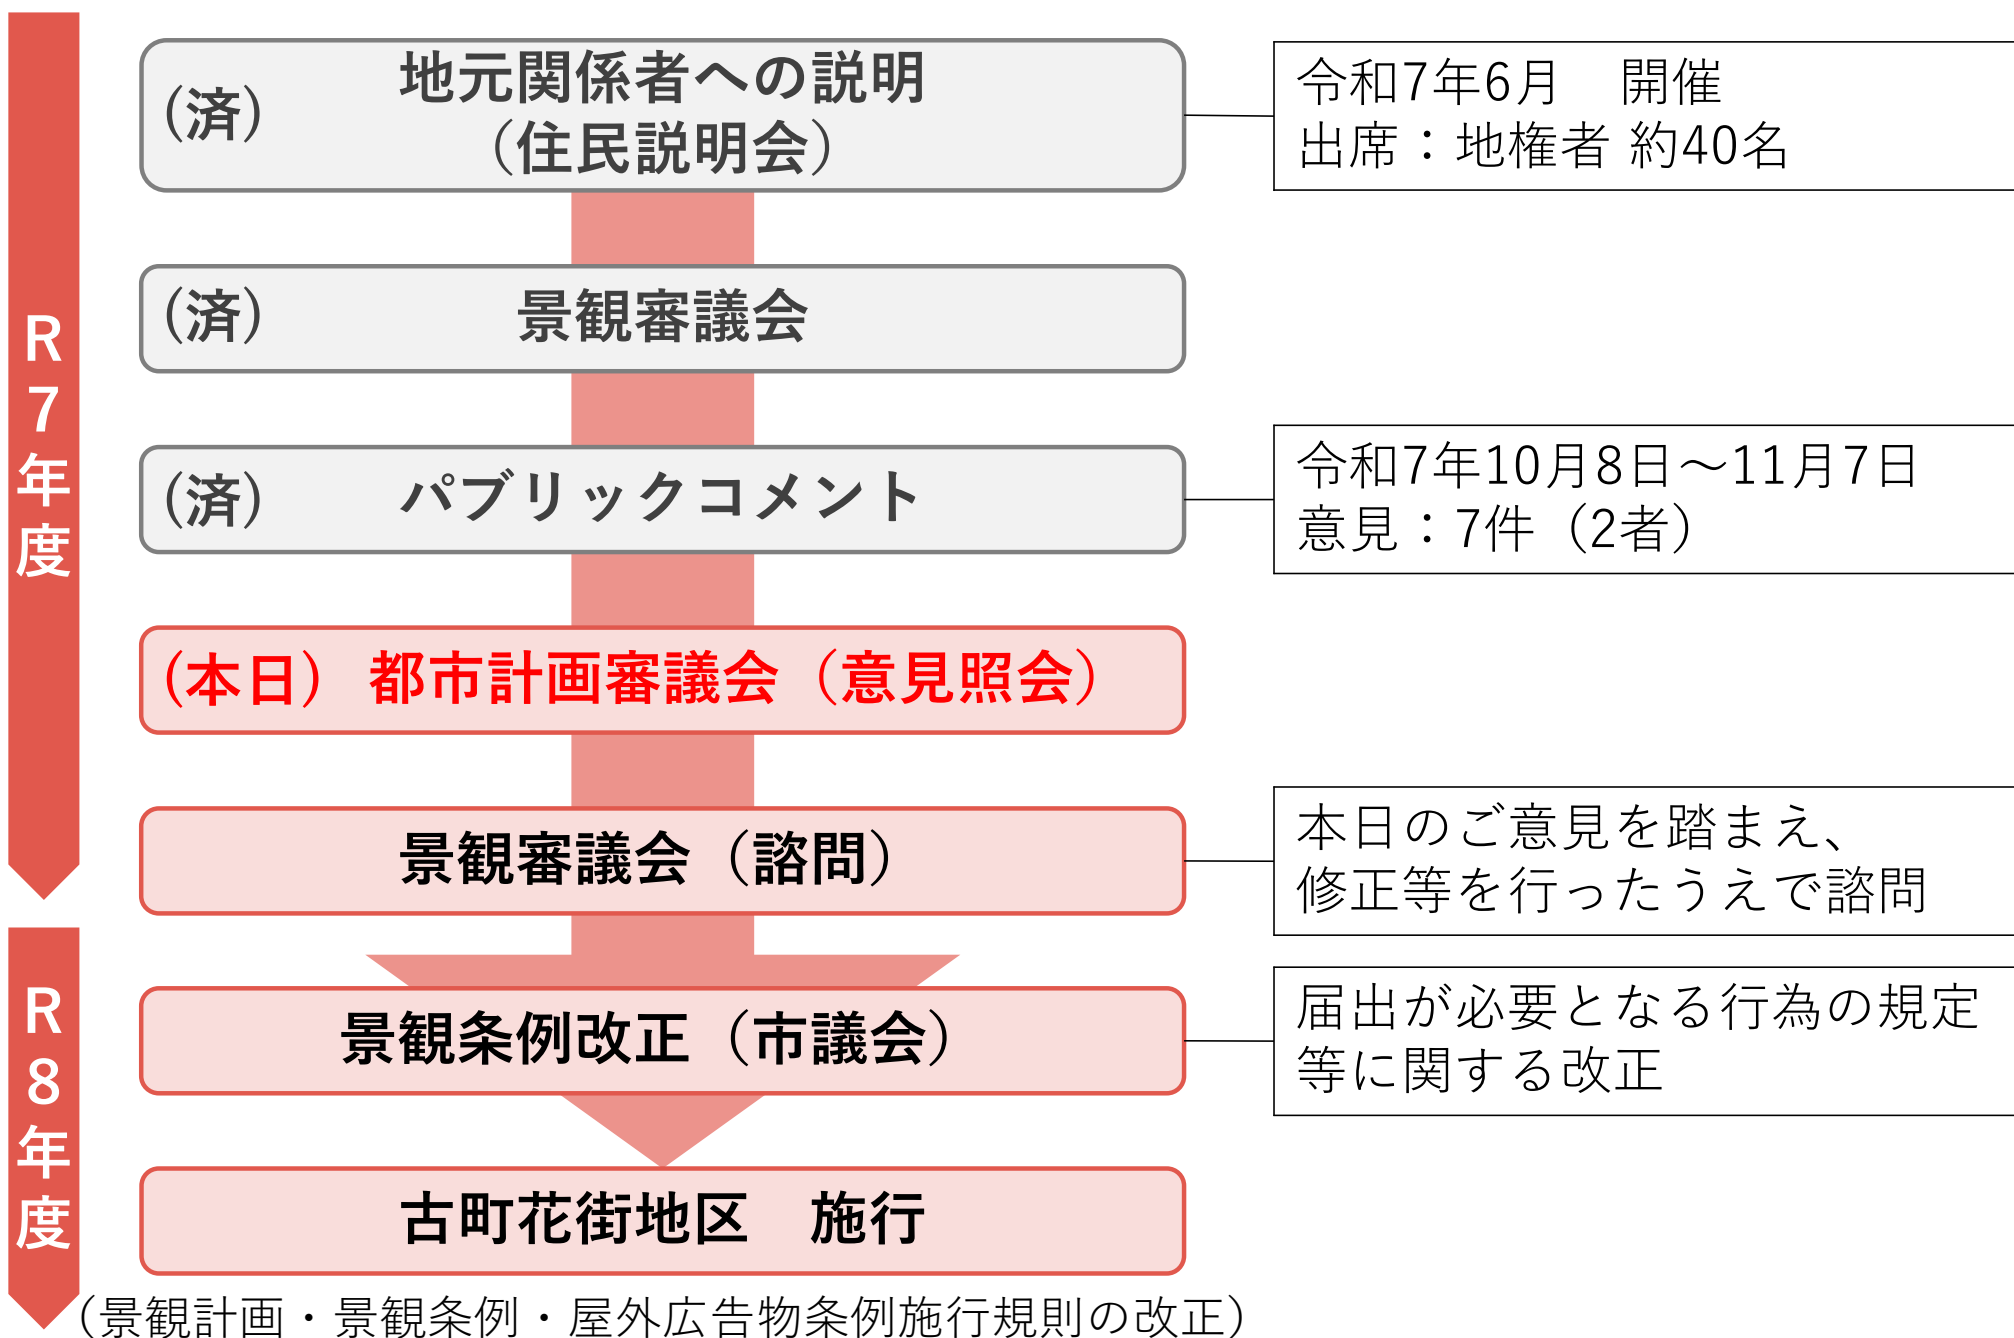 R7年度
(済)
地元関係者への説明
（住民説明会）
令和7年6月　開催
出席：地権者 約40名
(済)
景観審議会
(済)
パブリックコメント
令和7年10月8日～11月7日
意見：7件（2者）
(本日) 都市計画審議会（意見照会）
景観審議会（諮問）
本日のご意見を踏まえ、
修正等を行ったうえで諮問
R8年度
景観条例改正（市議会）
届出が必要となる行為の規定
等に関する改正
古町花街地区　施行
（景観計画・景観条例・屋外広告物条例施行規則の改正）